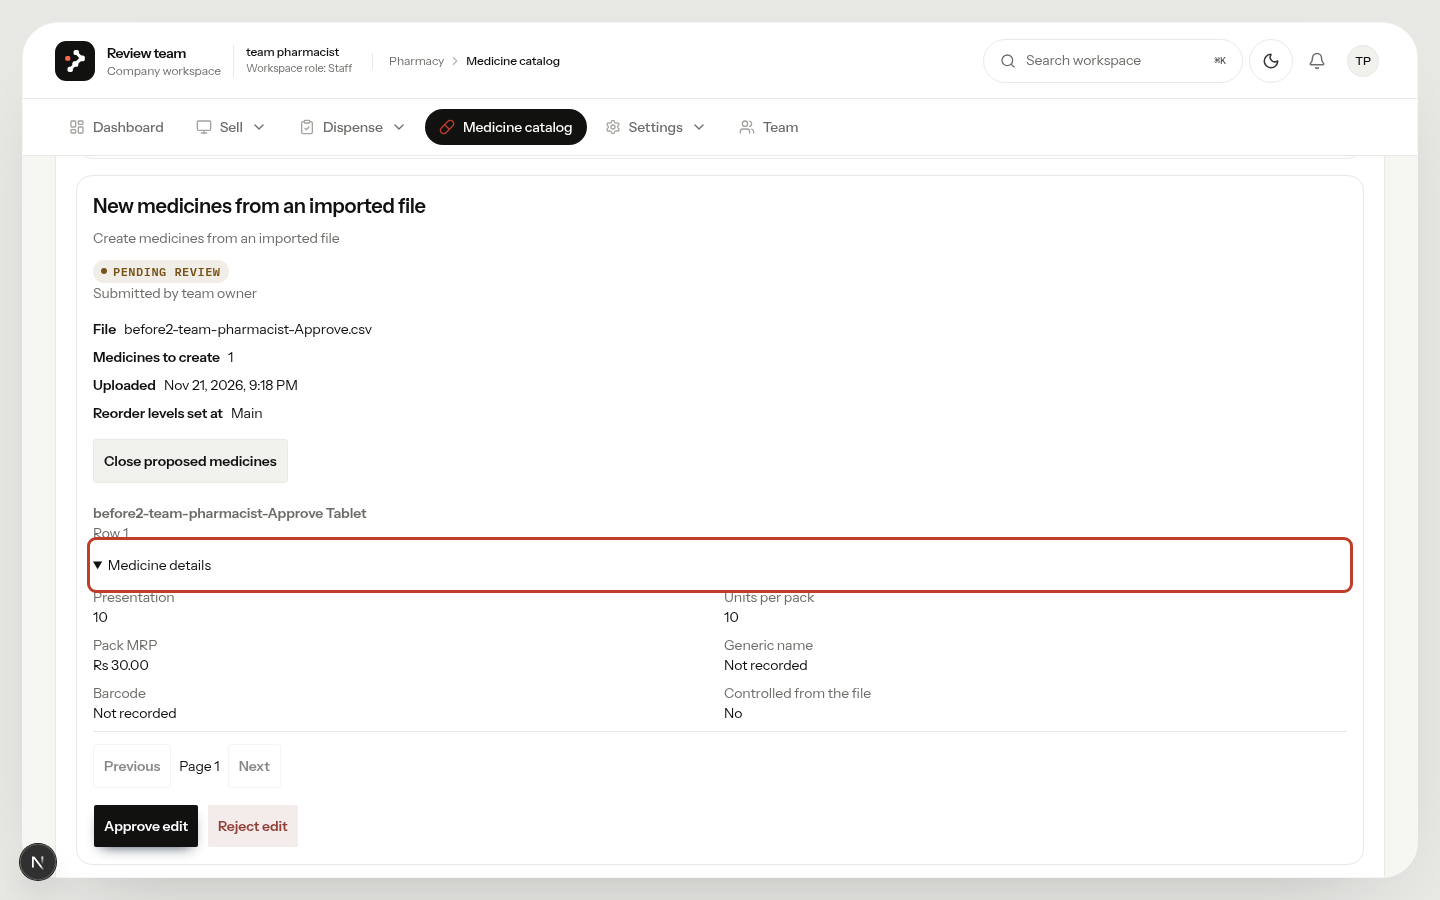 Review team
Company workspace
team pharmacist
Workspace role: Staff
Pharmacy
Medicine catalog
Search workspace
⌘K
TP
Dashboard
Sell
Dispense
Medicine catalog
Settings
Team
New medicines from an imported file
Create medicines from an imported file
PENDING REVIEW
Submitted by team owner
File before2-team-pharmacist-Approve.csv
Medicines to create 1
Uploaded Nov 21, 2026, 9:18 PM
Reorder levels set at Main
Close proposed medicines
before2-team-pharmacist-Approve Tablet
Row 1
Medicine details
Presentation
10
Units per pack
10
Pack MRP
Rs 30.00
Generic name
Not recorded
Barcode
Not recorded
Controlled from the file
No
Previous
Page 1
Next
Approve edit
Reject edit
N